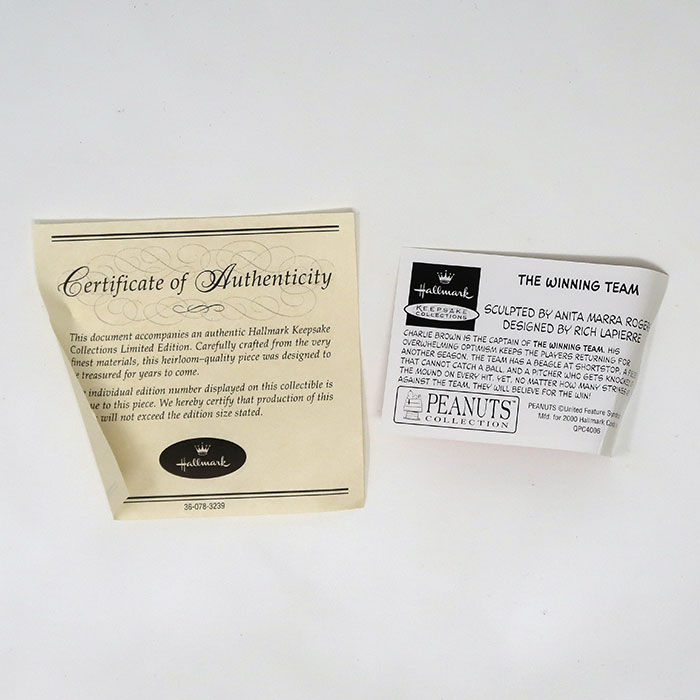 Certificate of Authenticity
This document accompanies an authentic Hallmark Keepsake
Collections Limited Edition. Carefully crafted from the very
finest materials, this heirloom-quality piece was designed to
treasured for years to come.
individual edition number displayed on this collectible is
to this piece. We hereby certify that production of this
will not exceed the edition size stated.
Hallmark
36-078-3239
Hallmark
KEEPSAKE
COLLECTIONS
THE WINNING TEAM
SCULPTED BY ANITA MARRA ROGERS
DESIGNED BY RICH LAPIERRE
CHARLIE BROWN IS THE CAPTAIN OF THE WINNING TEAM. HIS
OVERWHELMING OPTIMISM KEEPS THE PLAYERS RETURNING FOR
ANOTHER SEASON. THE TEAM HAS A BEAGLE AT SHORTSTOP, A
THAT CANNOT CATCH A BALL, AND A PITCHER WHO GETS KNOCKED
THE MOUND ON EVERY HIT. YET, NO MATTER HOW MANY STRIKES
AGAINST THE TEAM, THEY WILL BELIEVE FOR THE WIN!
PEANUTS
COLLECTION
PEANUTS ©United Feature
Mfd. for 2000 Hallmark
QPC4006